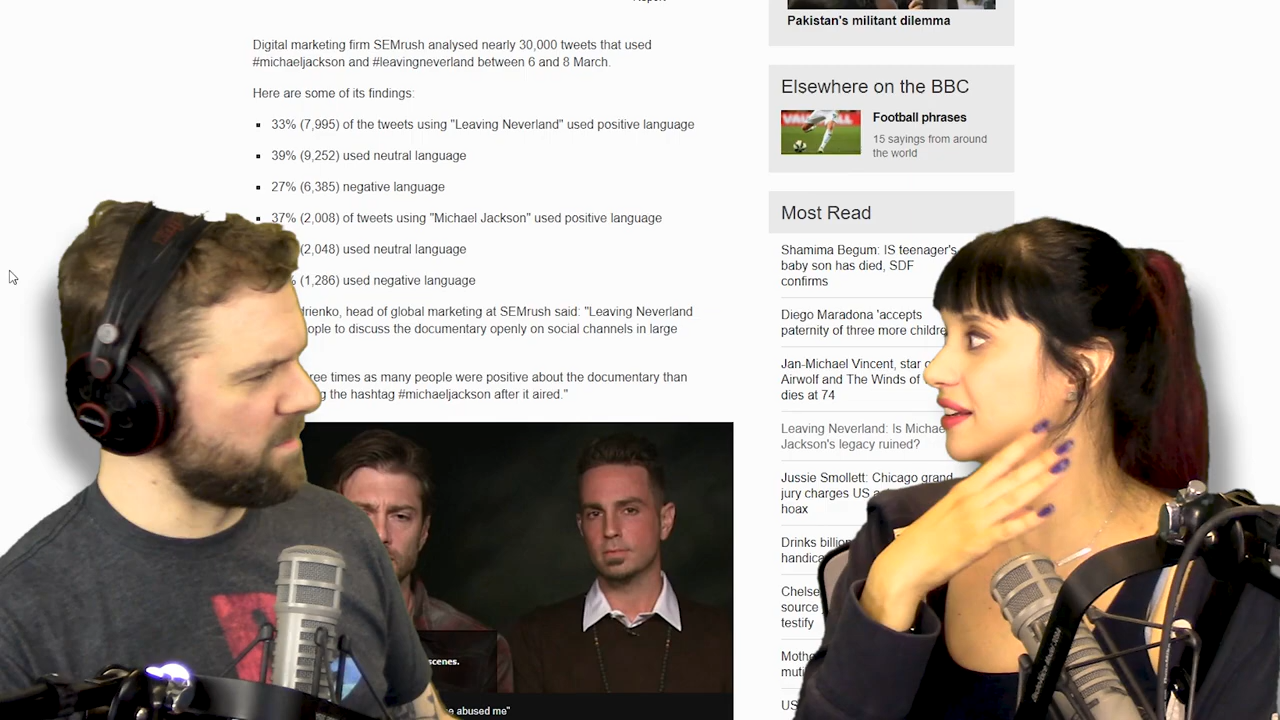 Digital marketing firm SEMrush analysed nearly 30,000 tweets that used
#michaeljackson and #leavingneverland between 6 and 8 March.
Here are some of its findings:
33% (7,995) of the tweets using "Leaving Neverland" used positive language
39% (9,252) used neutral language
27% (6,385) negative language
37% (2,008) of tweets using "Michael Jackson" used positive language
(2,048) used neutral language
(1,286) used negative language
head of global marketing at SEMrush said: "Leaving Neverland
to discuss the documentary openly on social channels in large
times as many people were positive about the documentary than
the hashtag #michaeljackson after it aired."
scenes.
abused me"
Pakistan's militant dilemma
Elsewhere on the BBC
Football phrases
15 sayings from around
the world
Most Read
Shamima Begum: IS teenager's
baby son has died, SDF
confirms
Diego Maradona 'accepts
paternity of three more
Jan-Michael Vincent, star
Airwolf and The Winds of
dies at 74
Leaving Neverland: Is
Jackson's legacy ruined?
Jussie Smollett: Chicago grand
jury charges US
hoax
Drinks
source
testify
US